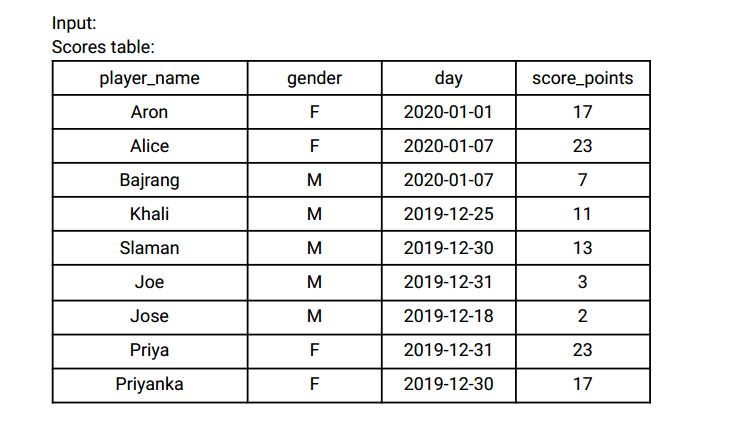 Input:
Scores table:
player_name gender day score_points
Aron F 2020-01-01 17
Alice F 2020-01-07 23
Bajrang M 2020-01-07 7
Khali M 2019-12-25 11
Slaman M 2019-12-30 13
Joe M 2019-12-31 3
Jose M 2019-12-18 2
Priya F 2019-12-31 23
Priyanka F 2019-12-30 17